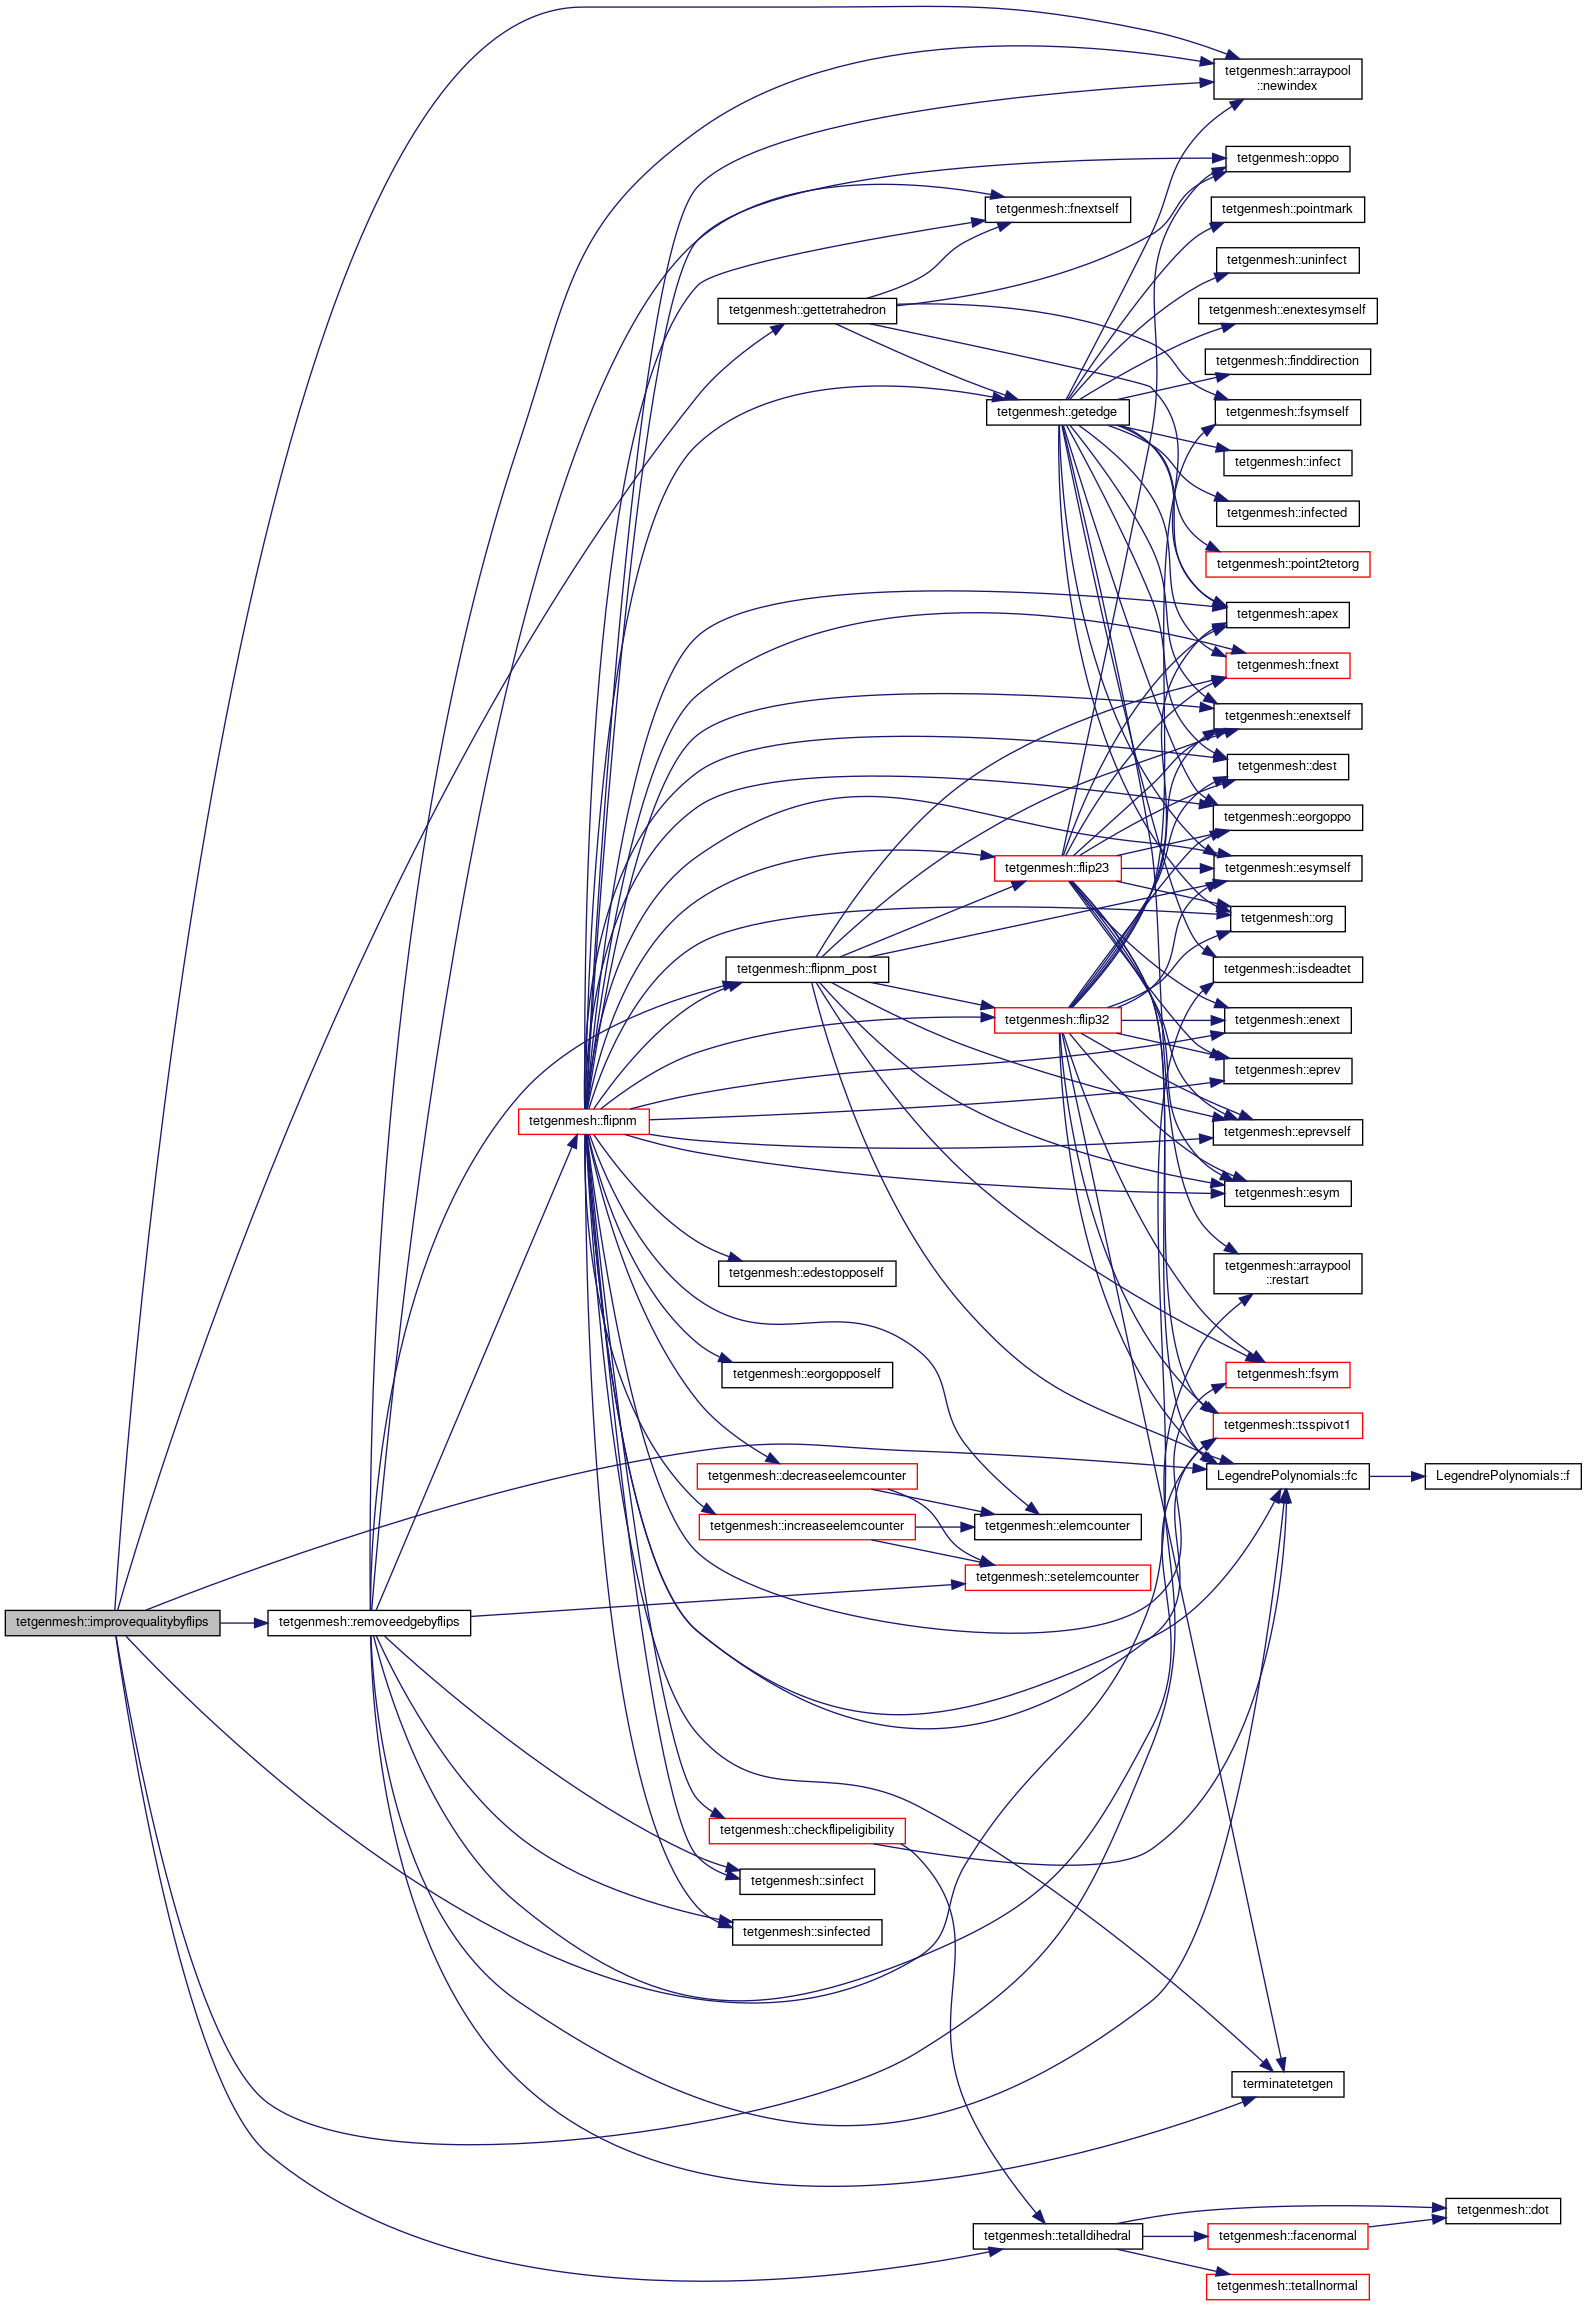 tetgenmesh::arraypool
::newindex
tetgenmesh::oppo
tetgenmesh::fnextself
tetgenmesh::pointmark
tetgenmesh::uninfect
tetgenmesh::gettetrahedron
tetgenmesh::enextesymself
tetgenmesh::finddirection
tetgenmesh::getedge
tetgenmesh::fsymself
tetgenmesh::infect
tetgenmesh::infected
tetgenmesh::point2tetorg
tetgenmesh::apex
tetgenmesh::fnext
tetgenmesh::enextself
tetgenmesh::dest
tetgenmesh::eorgoppo
tetgenmesh::flip23
tetgenmesh::esymself
tetgenmesh::org
tetgenmesh::flipnm_post
tetgenmesh::isdeadtet
tetgenmesh::flip32
tetgenmesh::enext
tetgenmesh::eprev
tetgenmesh::flipnm
tetgenmesh::eprevself
tetgenmesh::esym
tetgenmesh::edestoppoself
tetgenmesh::arraypool
::restart
tetgenmesh::eorgoppoself
tetgenmesh::fsym
tetgenmesh::tsspivot1
tetgenmesh::decreaseelemcounter
LegendrePolynomials::fc
LegendrePolynomials::f
tetgenmesh::increaseelemcounter
tetgenmesh::elemcounter
tetgenmesh::setelemcounter
tetgenmesh::improvequalitybyflips
tetgenmesh::removeedgebyflips
tetgenmesh::checkflipeligibility
tetgenmesh::sinfect
tetgenmesh::sinfected
terminatetetgen
tetgenmesh::dot
tetgenmesh::tetalldihedral
tetgenmesh::facenormal
tetgenmesh::tetallnormal